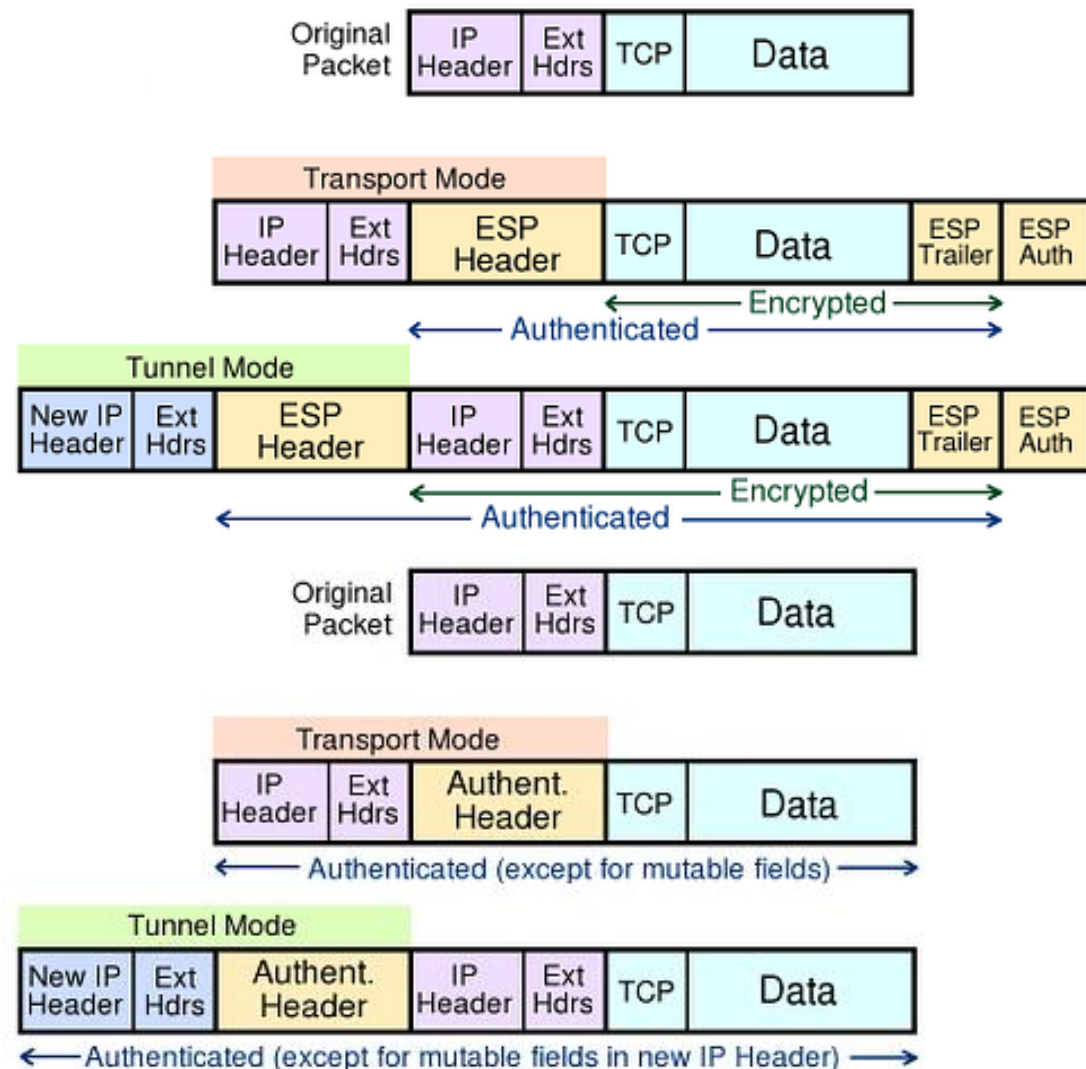 Original
Packet
IP
Header
Ext
Hdrs
TCP
Data
Transport Mode
IP
Header
Ext
Hdrs
ESP
Header
TCP
Data
ESP
Trailer
ESP
Auth
Encrypted
Authenticated
Tunnel Mode
New IP
Header
Ext
Hdrs
ESP
Header
IP
Header
Ext
Hdrs
TCP
Data
ESP
Trailer
ESP
Auth
Encrypted
Authenticated
Original
Packet
IP
Header
Ext
Hdrs
TCP
Data
Transport Mode
IP
Header
Ext
Hdrs
Authent.
Header
TCP
Data
Authenticated (except for mutable fields)
Tunnel Mode
New IP
Header
Ext
Hdrs
Authent.
Header
IP
Header
Ext
Hdrs
TCP
Data
Authenticated (except for mutable fields in new IP Header)